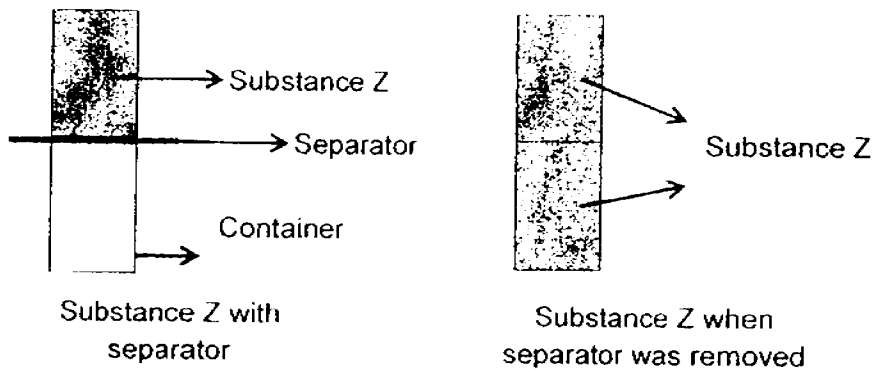 Substance Z
Separator
Container
Substance Z with
separator
Substance Z
Substance Z when
separator was removed